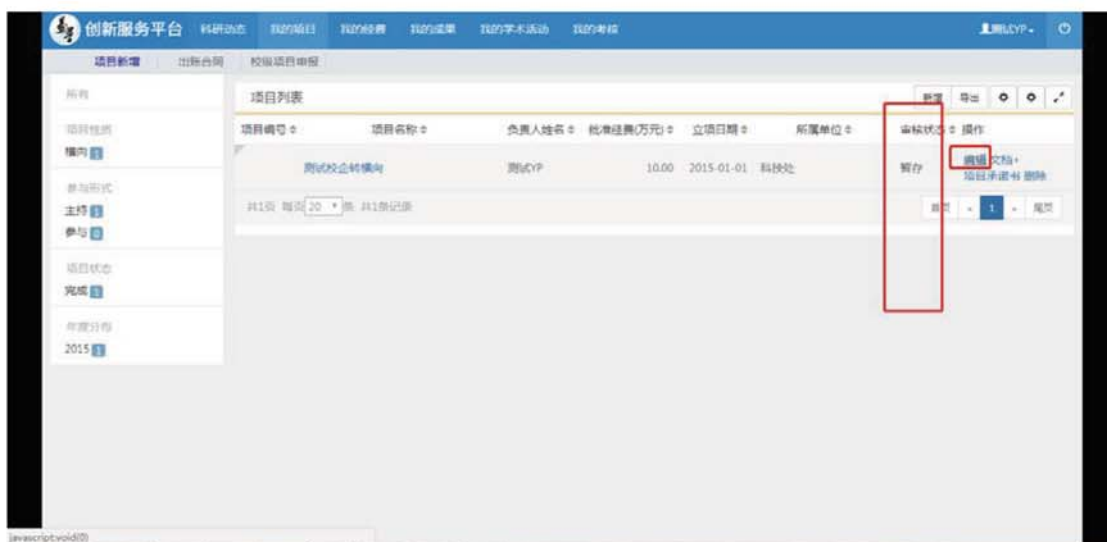 创新服务平台 科研动态 我的项目 我的经费 我的成果 我的学术活动 我的考核 测试YP
项目新增 出账合同 校级项目申报
所有
项目性质
横向 1
参与形式
主持 1
参与 0
项目状态
完成 1
年度分布
2015 1
项目列表 新增 导出
项目编号 项目名称 负责人姓名 批准经费(万元) 立项日期 所属单位 审核状态 操作
测试校企转横向 测试YP 10.00 2015-01-01 科技处 暂存 编辑 文档+
项目承诺书 删除
共1页 每页 20 条 共1条记录 首页 « 1 » 尾页
javascript:void(0)